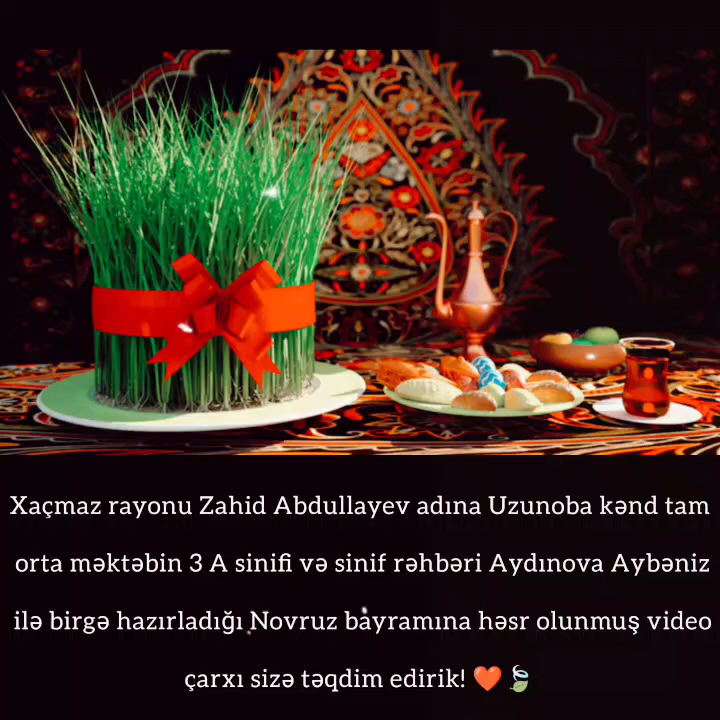 Xaçmaz rayonu Zahid Abdullayev adına Uzunoba kənd tam
orta məktəbin 3 A sinifi və sinif rəhbəri Aydınova Aybəniz
ilə birgə hazırladığı Novruz bayramına həsr olunmuş video
çarxı sizə təqdim edirik! ❤️🍃